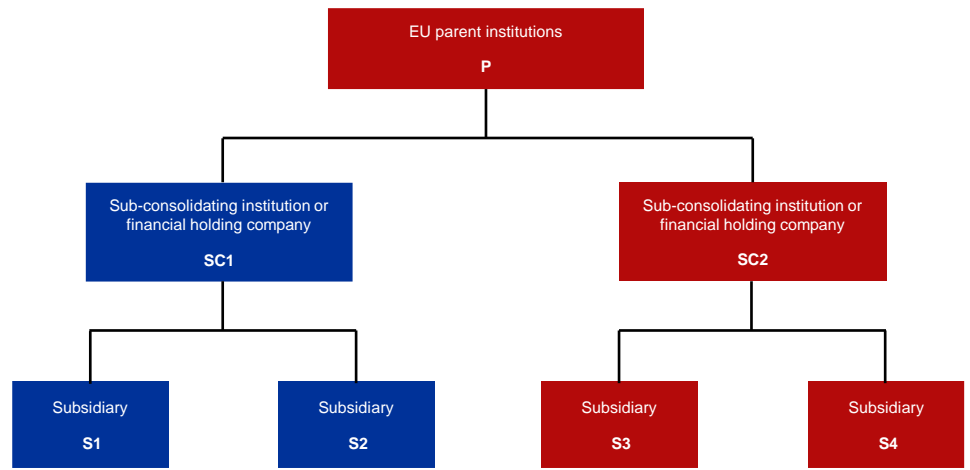 EU parent institutions
P
Sub-consolidating institution or
financial holding company
SC1
Sub-consolidating institution or
financial holding company
SC2
Subsidiary
S1
Subsidiary
S2
Subsidiary
S3
Subsidiary
S4